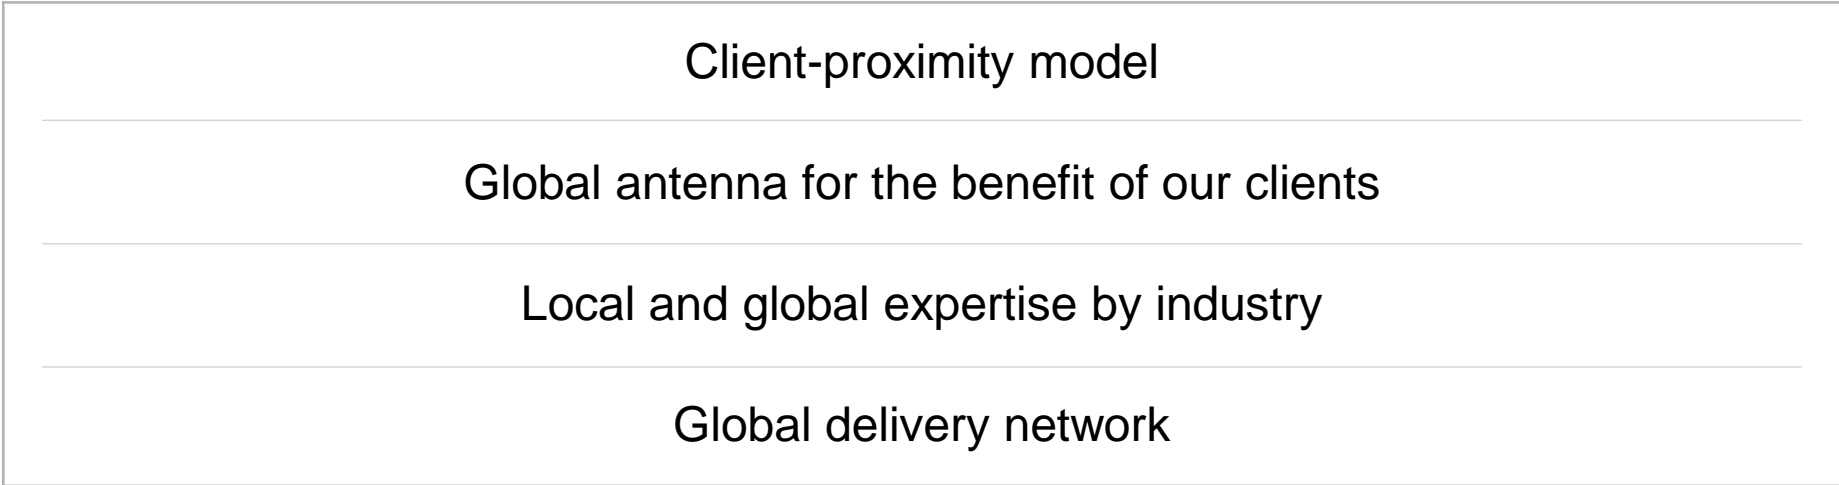 Client-proximity model
Global antenna for the benefit of our clients
Local and global expertise by industry
Global delivery network